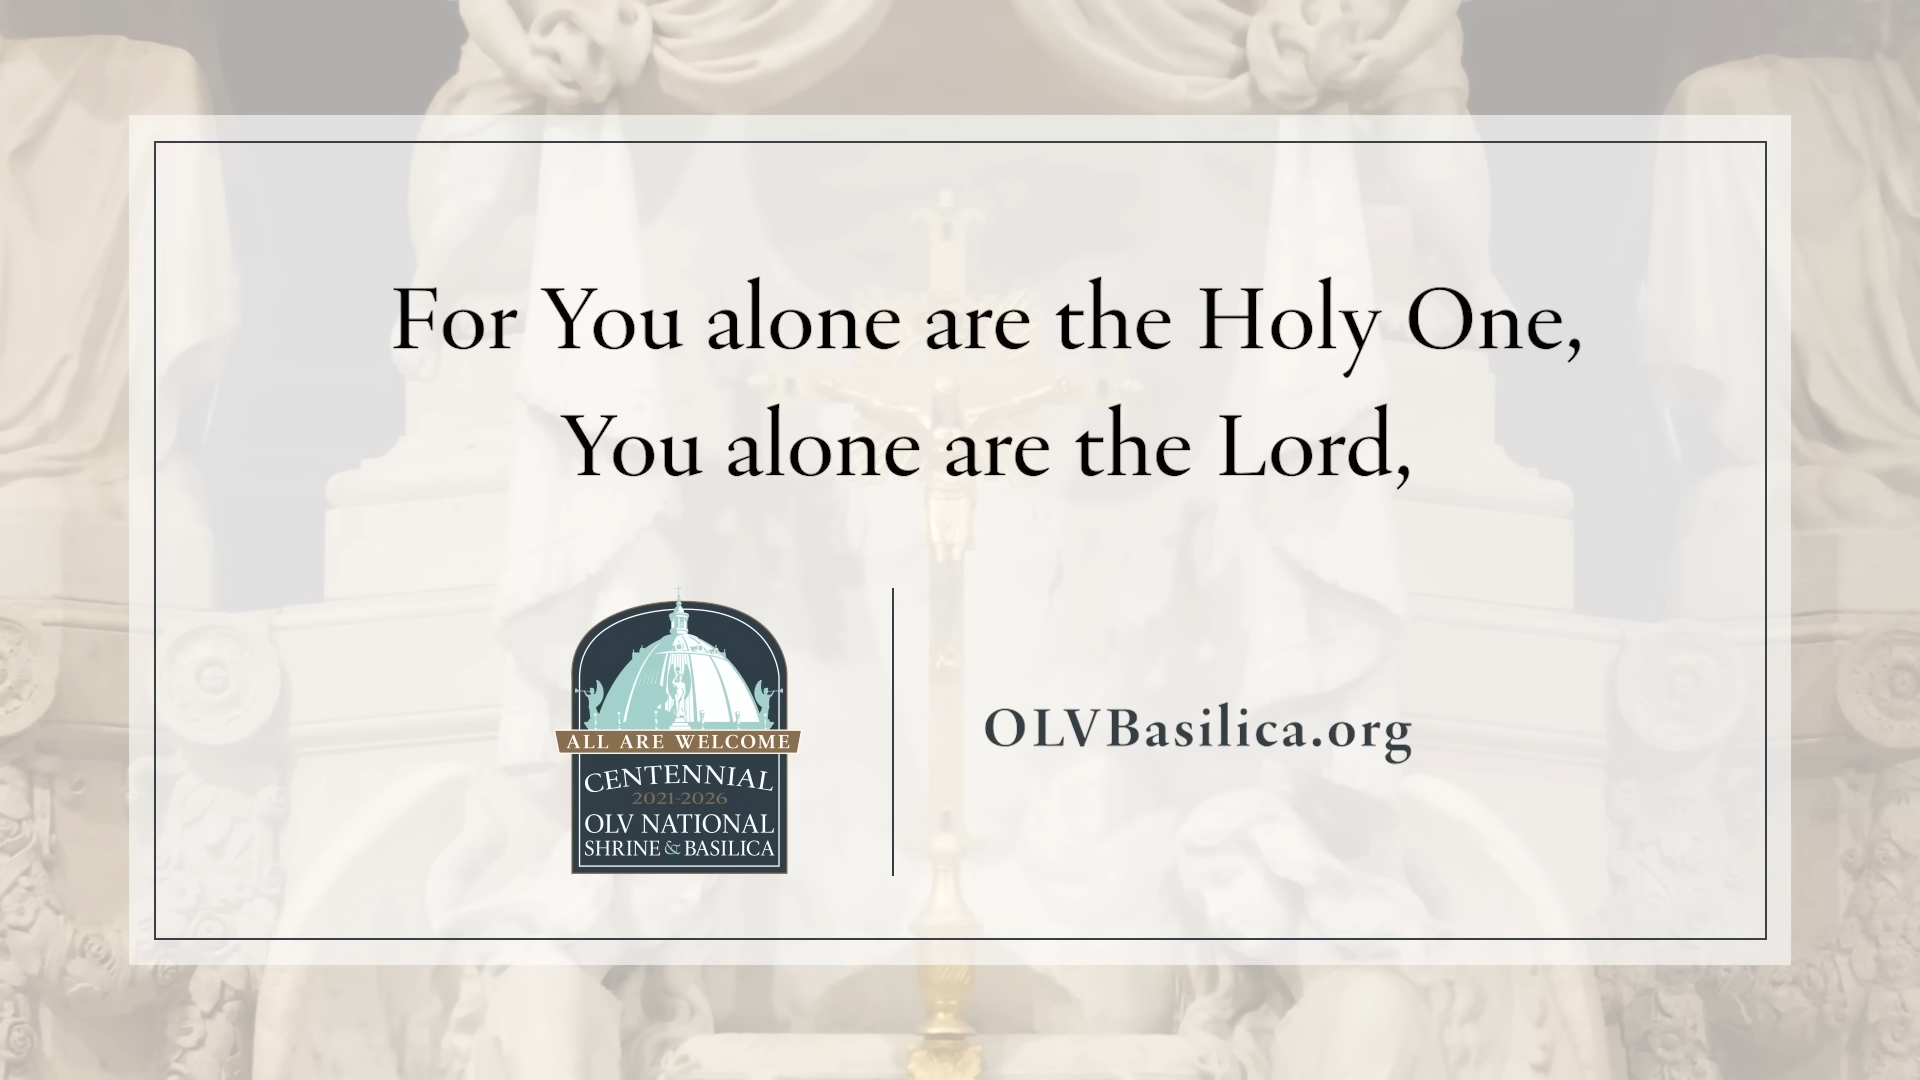 For You alone are the Holy One,
You alone are the Lord,
ALL ARE WELCOME
CENTENNIAL
2021-2026
OLV NATIONAL
SHRINE & BASILICA
OLVBasilica.org